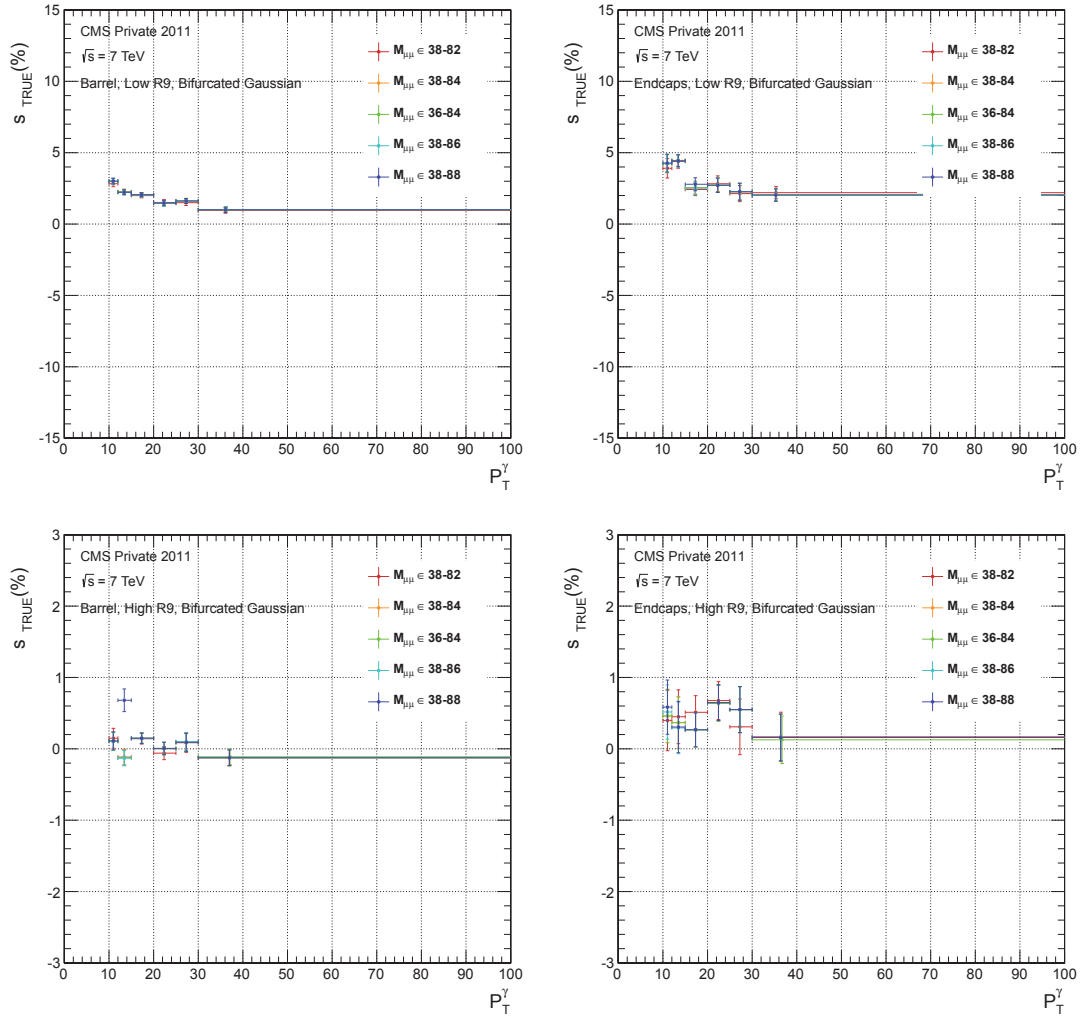 CMS Private 2011
√s = 7 TeV
Barrel, Low R9, Bifurcated Gaussian
M_μμ ∈ 38-82
M_μμ ∈ 38-84
M_μμ ∈ 36-84
M_μμ ∈ 38-86
M_μμ ∈ 38-88
s_TRUE (%)
15
10
5
0
-5
-10
-15
0 10 20 30 40 50 60 70 80 90 100
P_T^γ
CMS Private 2011
√s = 7 TeV
Endcaps, Low R9, Bifurcated Gaussian
M_μμ ∈ 38-82
M_μμ ∈ 38-84
M_μμ ∈ 36-84
M_μμ ∈ 38-86
M_μμ ∈ 38-88
s_TRUE (%)
15
10
5
0
-5
-10
-15
0 10 20 30 40 50 60 70 80 90 100
P_T^γ
CMS Private 2011
√s = 7 TeV
Barrel, High R9, Bifurcated Gaussian
M_μμ ∈ 38-82
M_μμ ∈ 38-84
M_μμ ∈ 36-84
M_μμ ∈ 38-86
M_μμ ∈ 38-88
s_TRUE (%)
3
2
1
0
-1
-2
-3
0 10 20 30 40 50 60 70 80 90 100
P_T^γ
CMS Private 2011
√s = 7 TeV
Endcaps, High R9, Bifurcated Gaussian
M_μμ ∈ 38-82
M_μμ ∈ 38-84
M_μμ ∈ 36-84
M_μμ ∈ 38-86
M_μμ ∈ 38-88
s_TRUE (%)
3
2
1
0
-1
-2
-3
0 10 20 30 40 50 60 70 80 90 100
P_T^γ